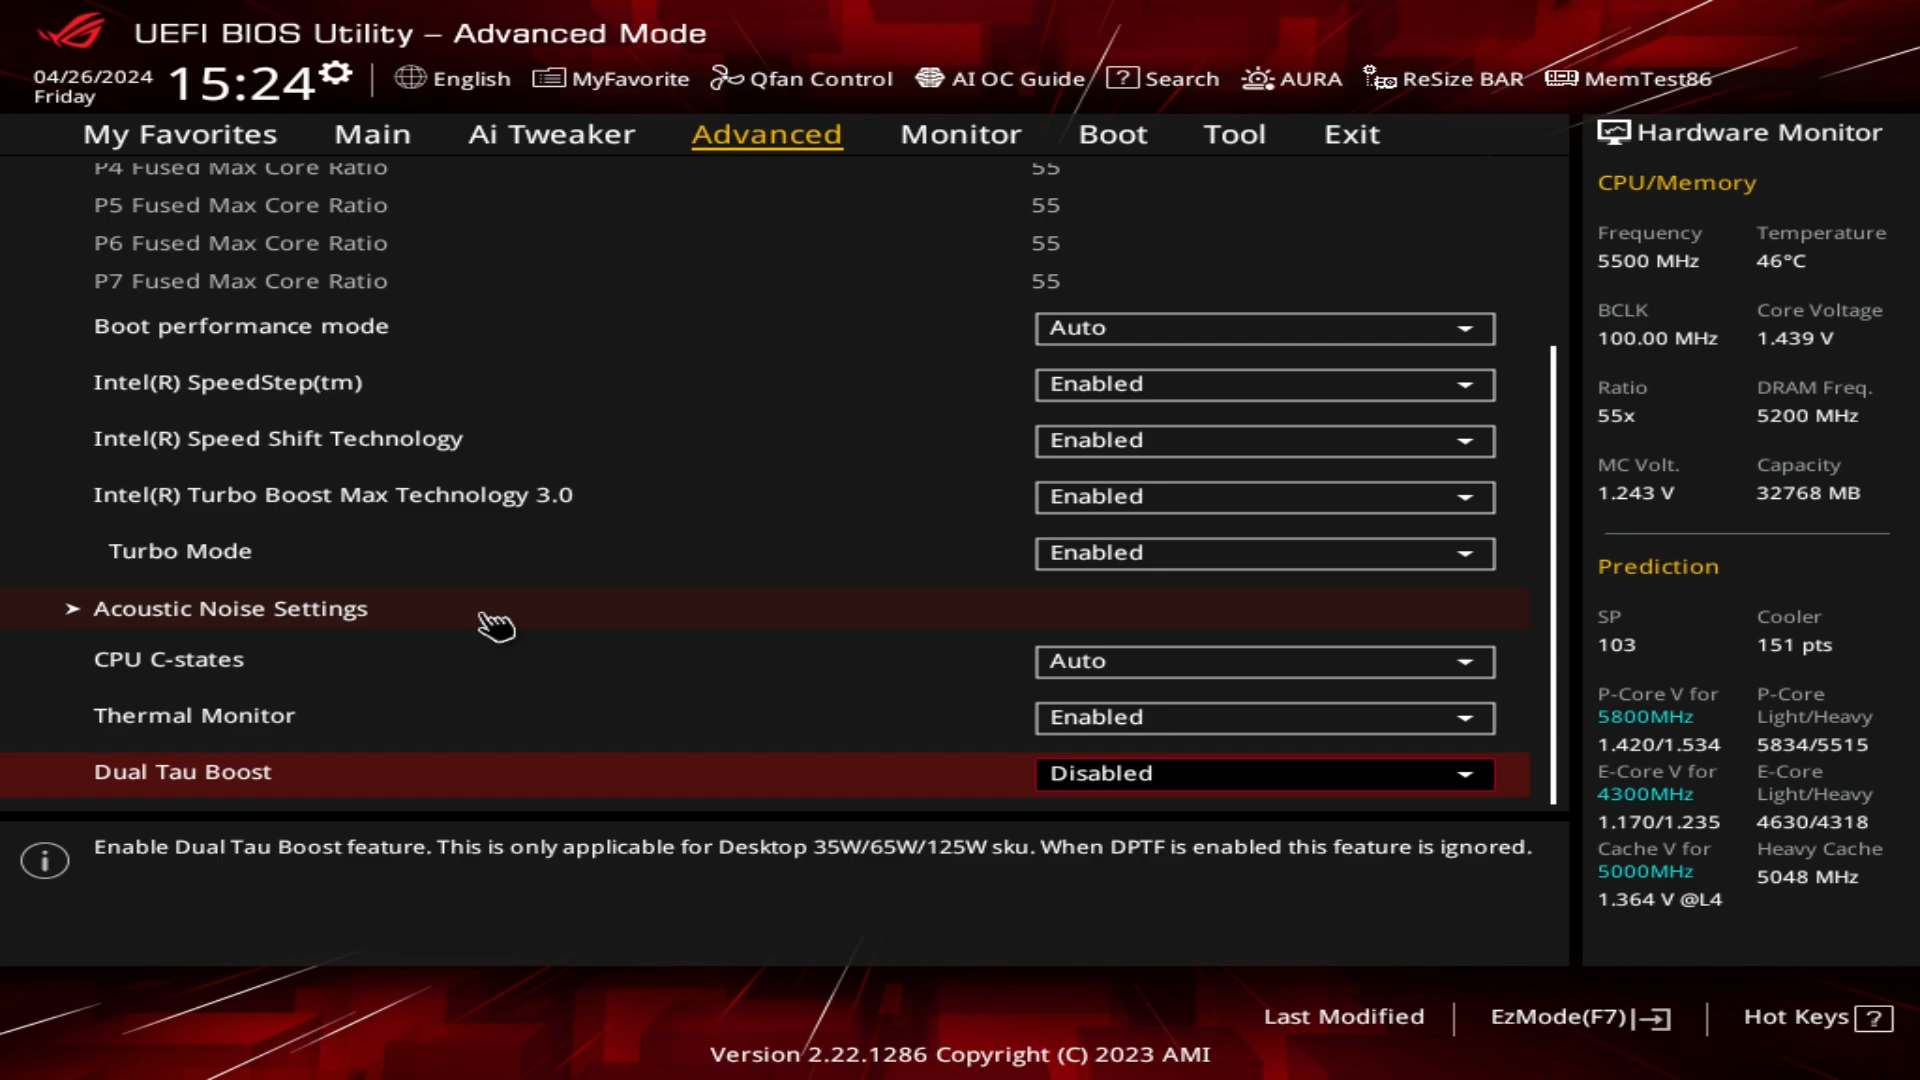 UEFI BIOS Utility – Advanced Mode
04/26/2024
Friday
15:24
English
MyFavorite
Qfan Control
AI OC Guide
? Search
AURA
ReSize BAR
MemTest86
My Favorites
Main
Ai Tweaker
Advanced
Monitor
Boot
Tool
Exit
P4 Fused Max Core Ratio 55
P5 Fused Max Core Ratio 55
P6 Fused Max Core Ratio 55
P7 Fused Max Core Ratio 55
Boot performance mode Auto
Intel(R) SpeedStep(tm) Enabled
Intel(R) Speed Shift Technology Enabled
Intel(R) Turbo Boost Max Technology 3.0 Enabled
Turbo Mode Enabled
Acoustic Noise Settings
CPU C-states Auto
Thermal Monitor Enabled
Dual Tau Boost Disabled
i Enable Dual Tau Boost feature. This is only applicable for Desktop 35W/65W/125W sku. When DPTF is enabled this feature is ignored.
Hardware Monitor
CPU/Memory
Frequency Temperature
5500 MHz 46°C
BCLK Core Voltage
100.00 MHz 1.439 V
Ratio DRAM Freq.
55x 5200 MHz
MC Volt. Capacity
1.243 V 32768 MB
Prediction
SP Cooler
103 151 pts
P-Core V for P-Core
5800MHz Light/Heavy
1.420/1.534 5834/5515
E-Core V for E-Core
4300MHz Light/Heavy
1.170/1.235 4630/4318
Cache V for Heavy Cache
5000MHz 5048 MHz
1.364 V @L4
Last Modified
EzMode(F7)
Hot Keys ?
Version 2.22.1286 Copyright (C) 2023 AMI